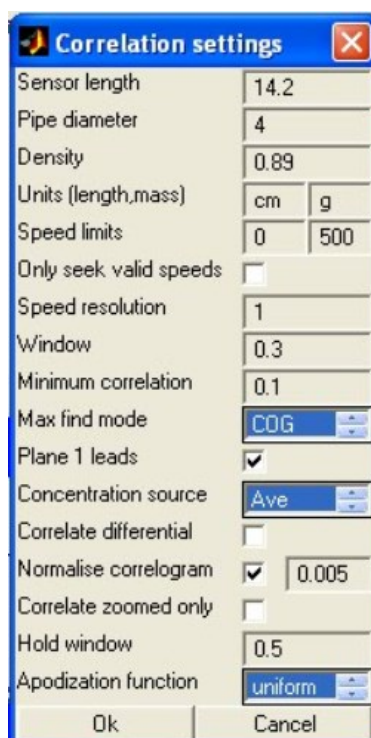 Correlation settings
Sensor length 14.2
Pipe diameter 4
Density 0.89
Units (length,mass) cm g
Speed limits 0 500
Only seek valid speeds
Speed resolution 1
Window 0.3
Minimum correlation 0.1
Max find mode COG
Plane 1 leads
Concentration source Ave
Correlate differential
Normalise correlogram 0.005
Correlate zoomed only
Hold window 0.5
Apodization function uniform
Ok Cancel